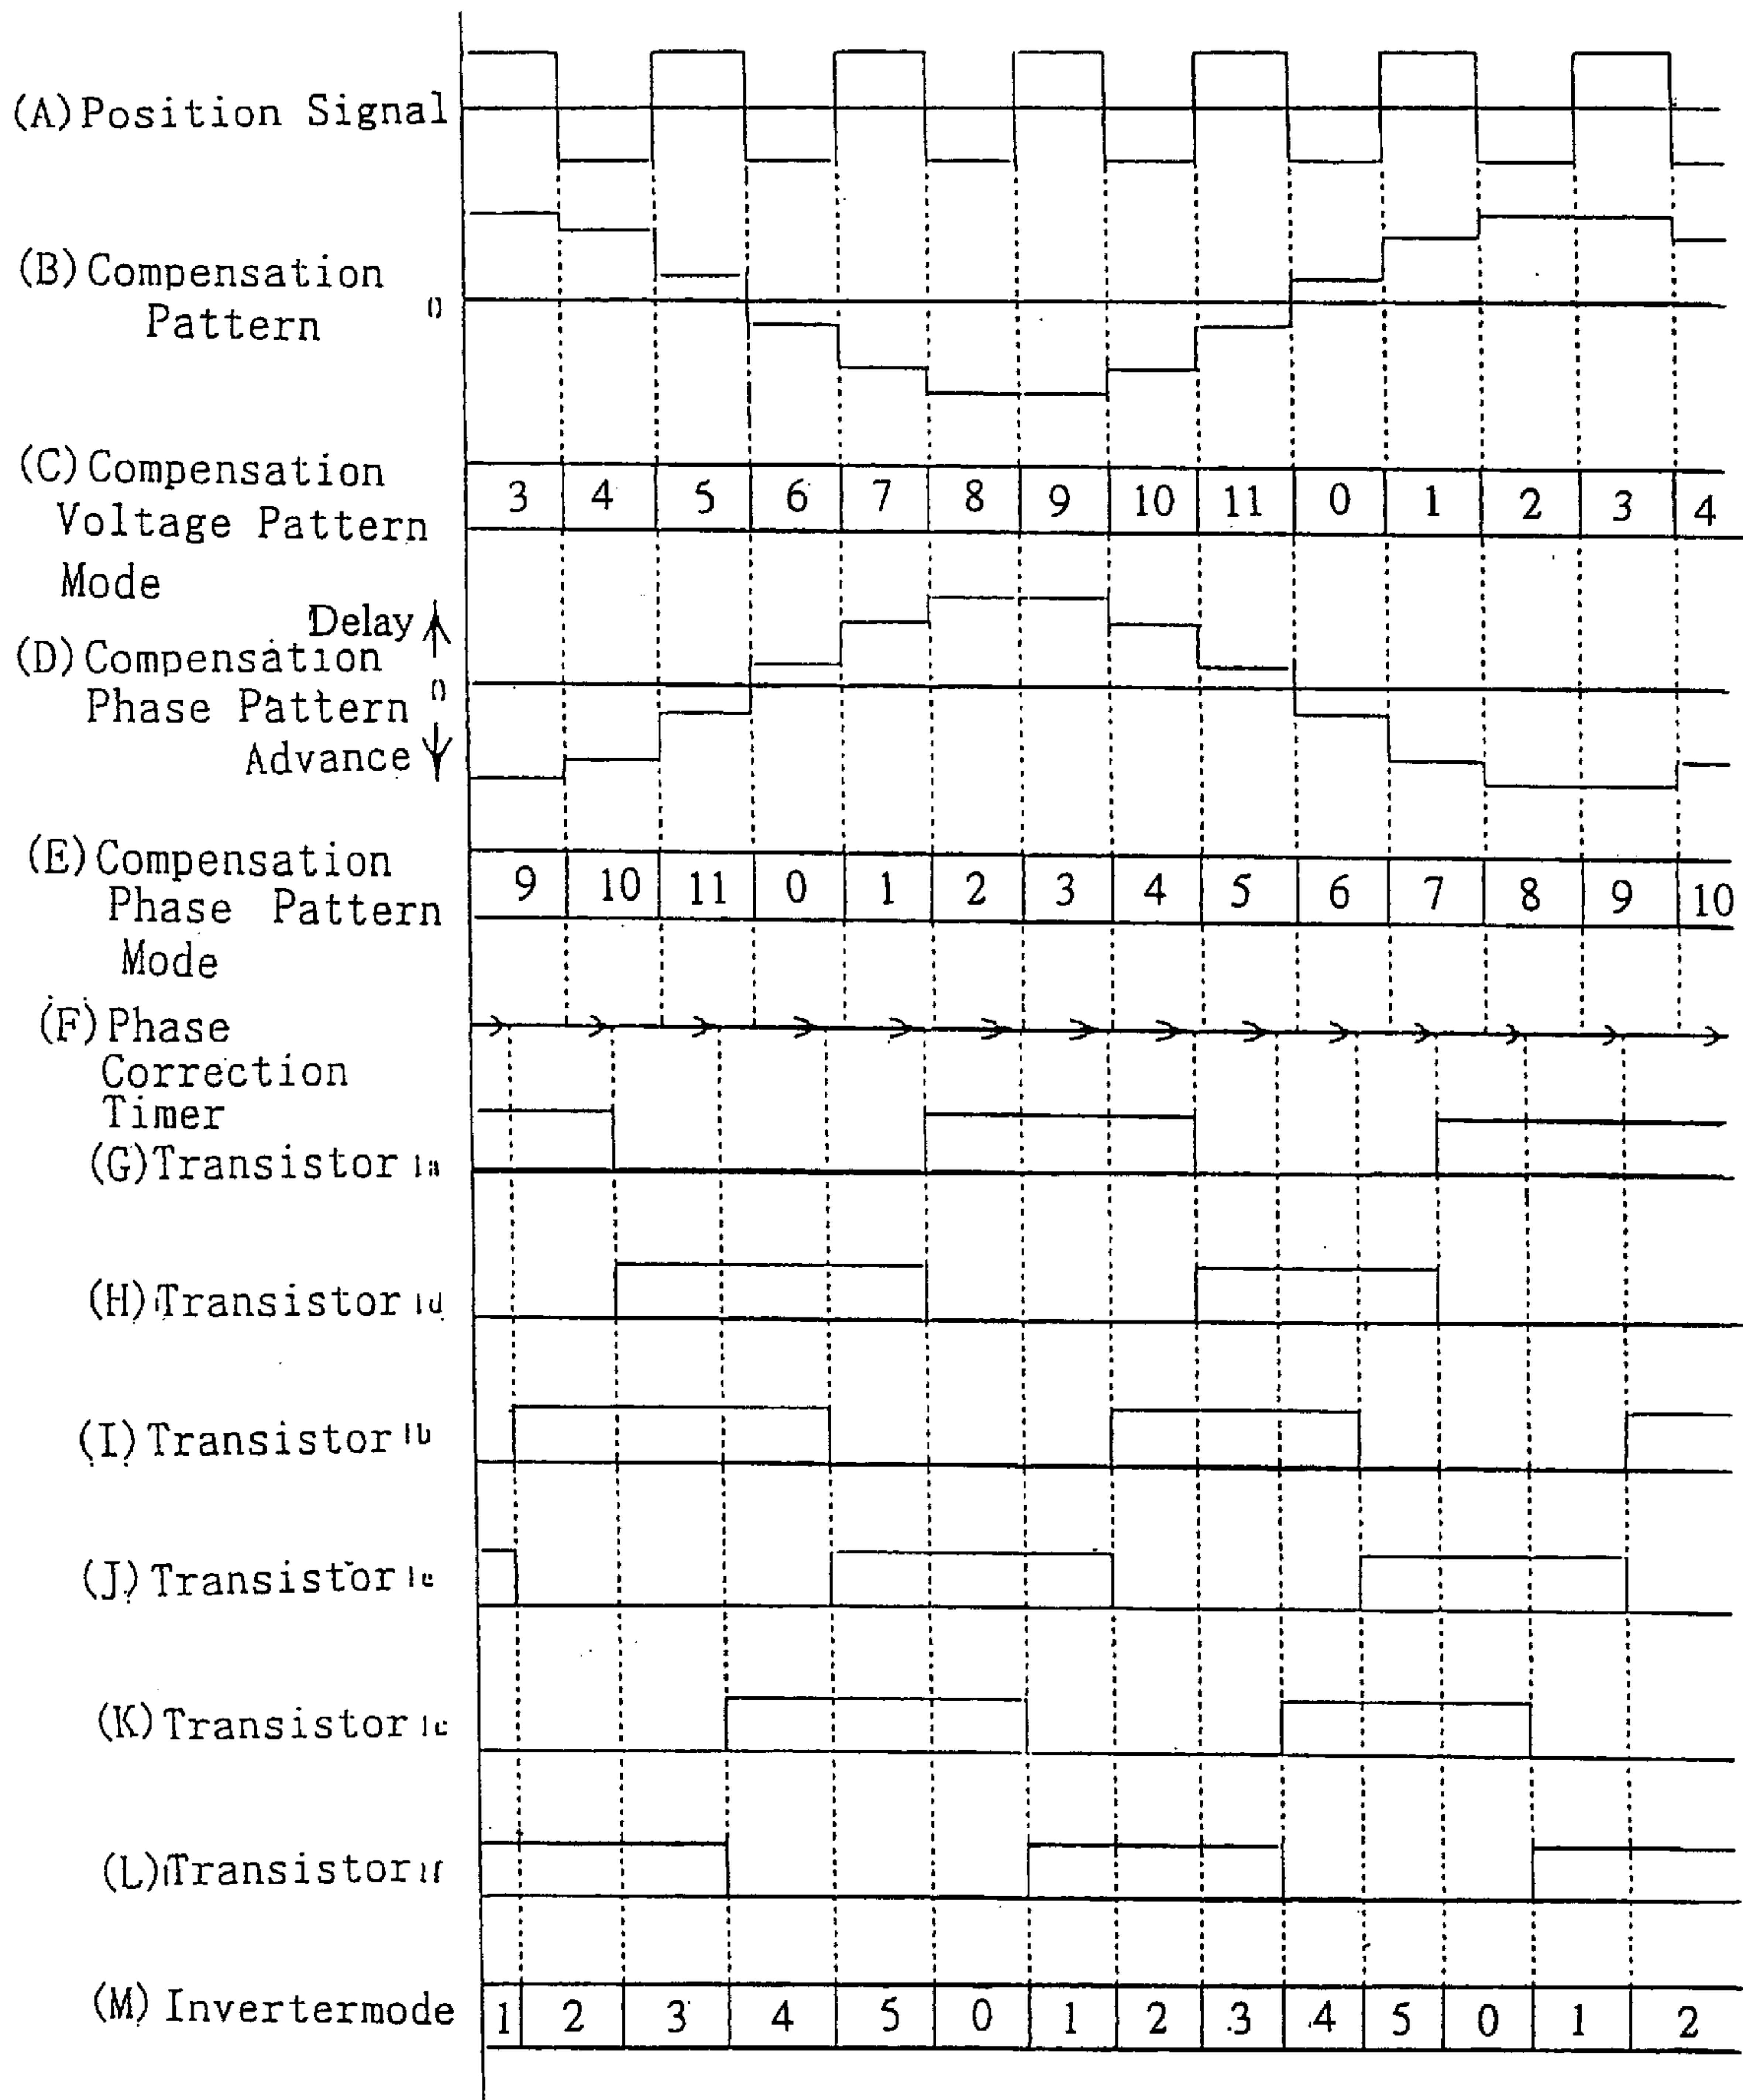 (A) Position Signal
(B) Compensation
Pattern
0
(C) Compensation
Voltage Pattern
Mode
3 4 5 6 7 8 9 10 11 0 1 2 3 4
Delay
(D) Compensation
Phase Pattern
0
Advance
(E) Compensation
Phase Pattern
Mode
9 10 11 0 1 2 3 4 5 6 7 8 9 10
(F) Phase
Correction
Timer
(G) Transistor 1a
(H) Transistor 1d
(I) Transistor 1b
(J) Transistor 1e
(K) Transistor 1c
(L) Transistor 1f
(M) Invertermode
1 2 3 4 5 0 1 2 3 4 5 0 1 2